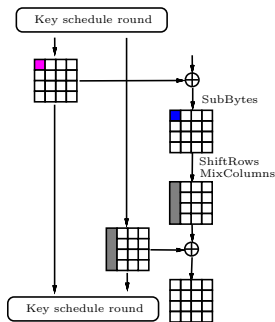 Key schedule round
SubBytes
ShiftRows
MixColumns
Key schedule round